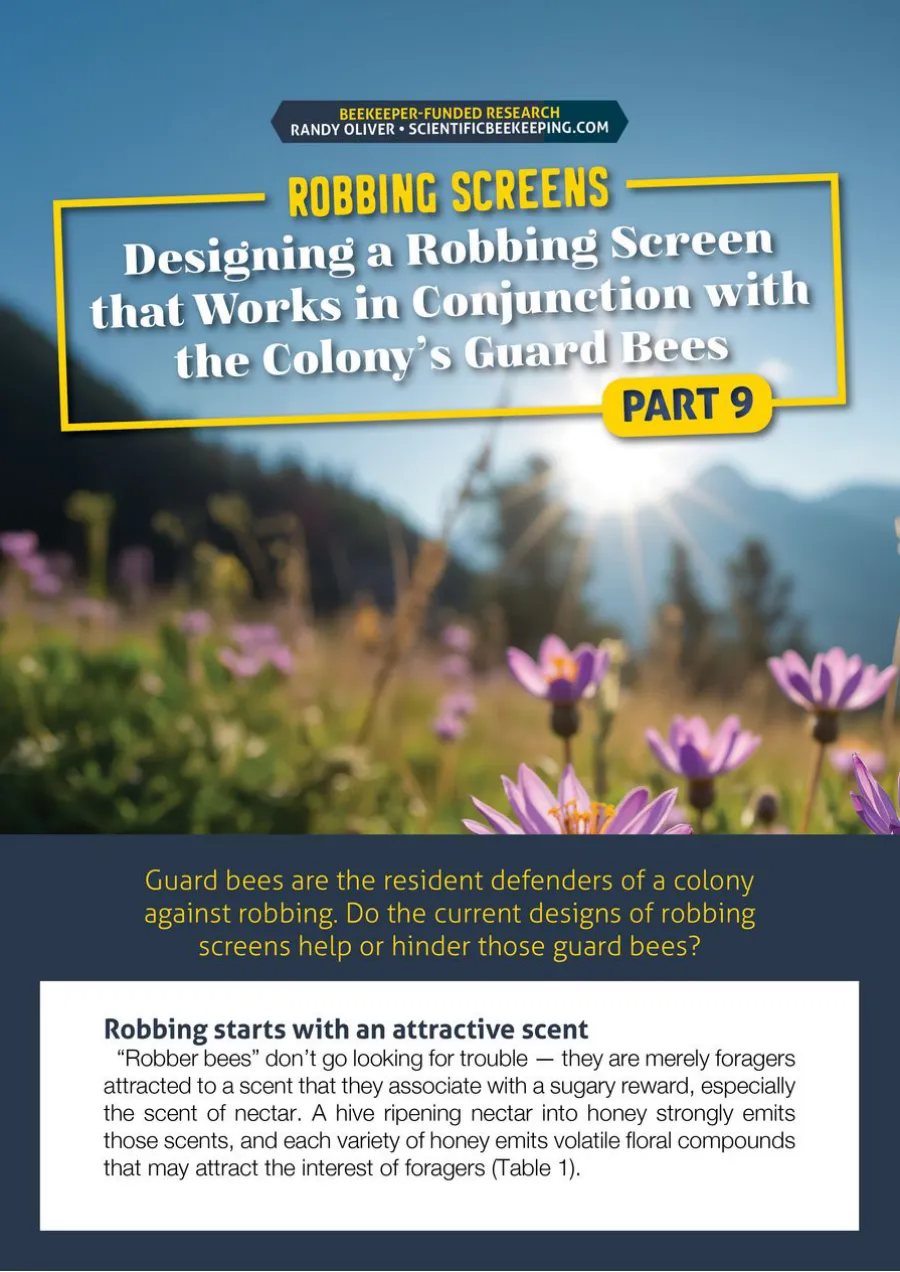 BEEKEEPER-FUNDED RESEARCH
RANDY OLIVER • SCIENTIFICBEEKEEPING.COM
ROBBING SCREENS
Designing a Robbing Screen
that Works in Conjunction with
the Colony’s Guard Bees
PART 9
Guard bees are the resident defenders of a colony
against robbing. Do the current designs of robbing
screens help or hinder those guard bees?
Robbing starts with an attractive scent
“Robber bees” don’t go looking for trouble — they are merely foragers
attracted to a scent that they associate with a sugary reward, especially
the scent of nectar. A hive ripening nectar into honey strongly emits
those scents, and each variety of honey emits volatile floral compounds
that may attract the interest of foragers (Table 1).